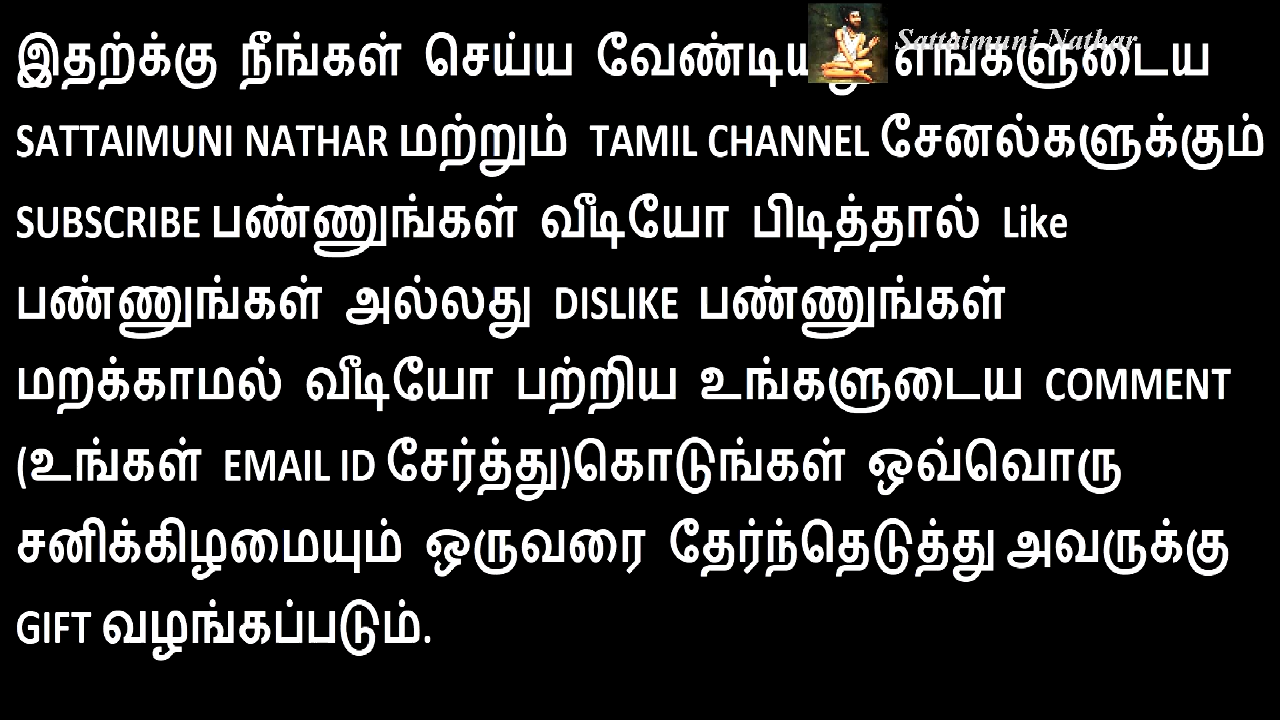 இதற்க்கு நீங்கள் செய்ய எங்களுடைய
Sattaimuni Nathar
SATTAIMUNI NATHAR மற்றும் TAMIL CHANNEL சேனல்களுக்கும்
SUBSCRIBE பண்ணுங்கள் வீடியோ பிடித்தால் Like
பண்ணுங்கள் அல்லது DISLIKE பண்ணுங்கள்
மறக்காமல் வீடியோ பற்றிய உங்களுடைய COMMENT
(உங்கள் EMAIL ID சேர்த்து)கொடுங்கள் ஒவ்வொரு
சனிக்கிழமையும் ஒருவரை தேர்ந்தெடுத்து அவருக்கு
GIFT வழங்கப்படும்.